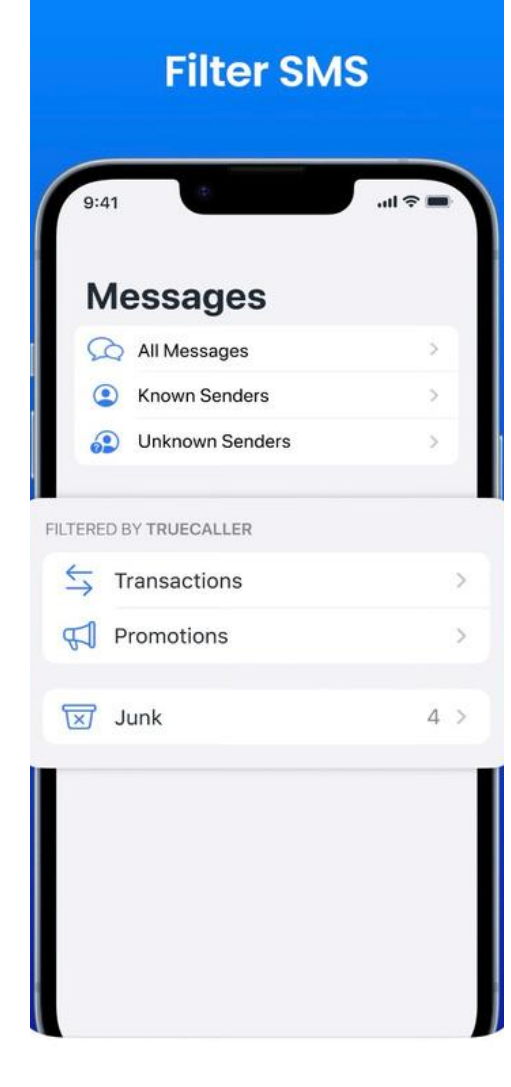 Filter SMS
9:41
Messages
All Messages
Known Senders
Unknown Senders
FILTERED BY TRUECALLER
Transactions
Promotions
Junk 4